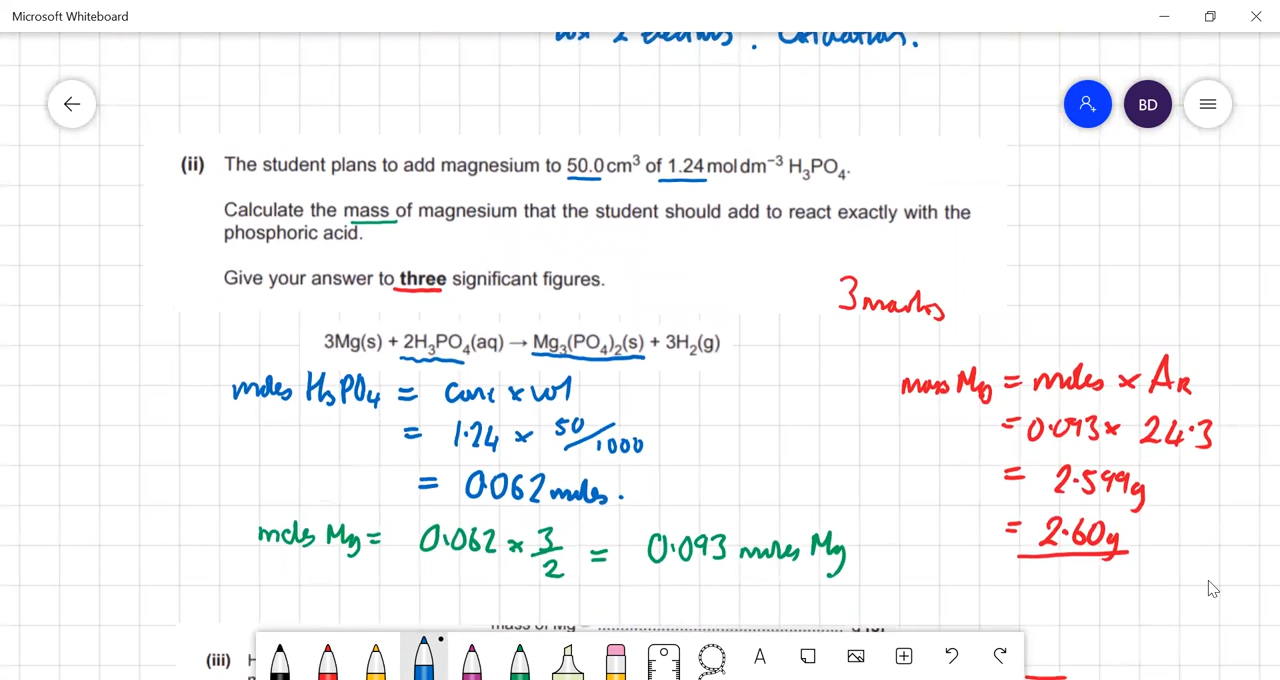 Microsoft Whiteboard
BD
(ii) The student plans to add magnesium to 50.0 cm³ of 1.24 mol dm⁻³ H₃PO₄.
Calculate the mass of magnesium that the student should add to react exactly with the
phosphoric acid.
Give your answer to three significant figures.
3 marks
3Mg(s) + 2H₃PO₄(aq) → Mg₃(PO₄)₂(s) + 3H₂(g)
moles H₃PO₄ = conc × vol
= 1.24 × 50/1000
= 0.062 moles.
moles Mg = 0.062 × 3/2 = 0.093 moles Mg
mass Mg = moles × AR
= 0.093 × 24.3
= 2.599g
= 2.60g
(iii)
A